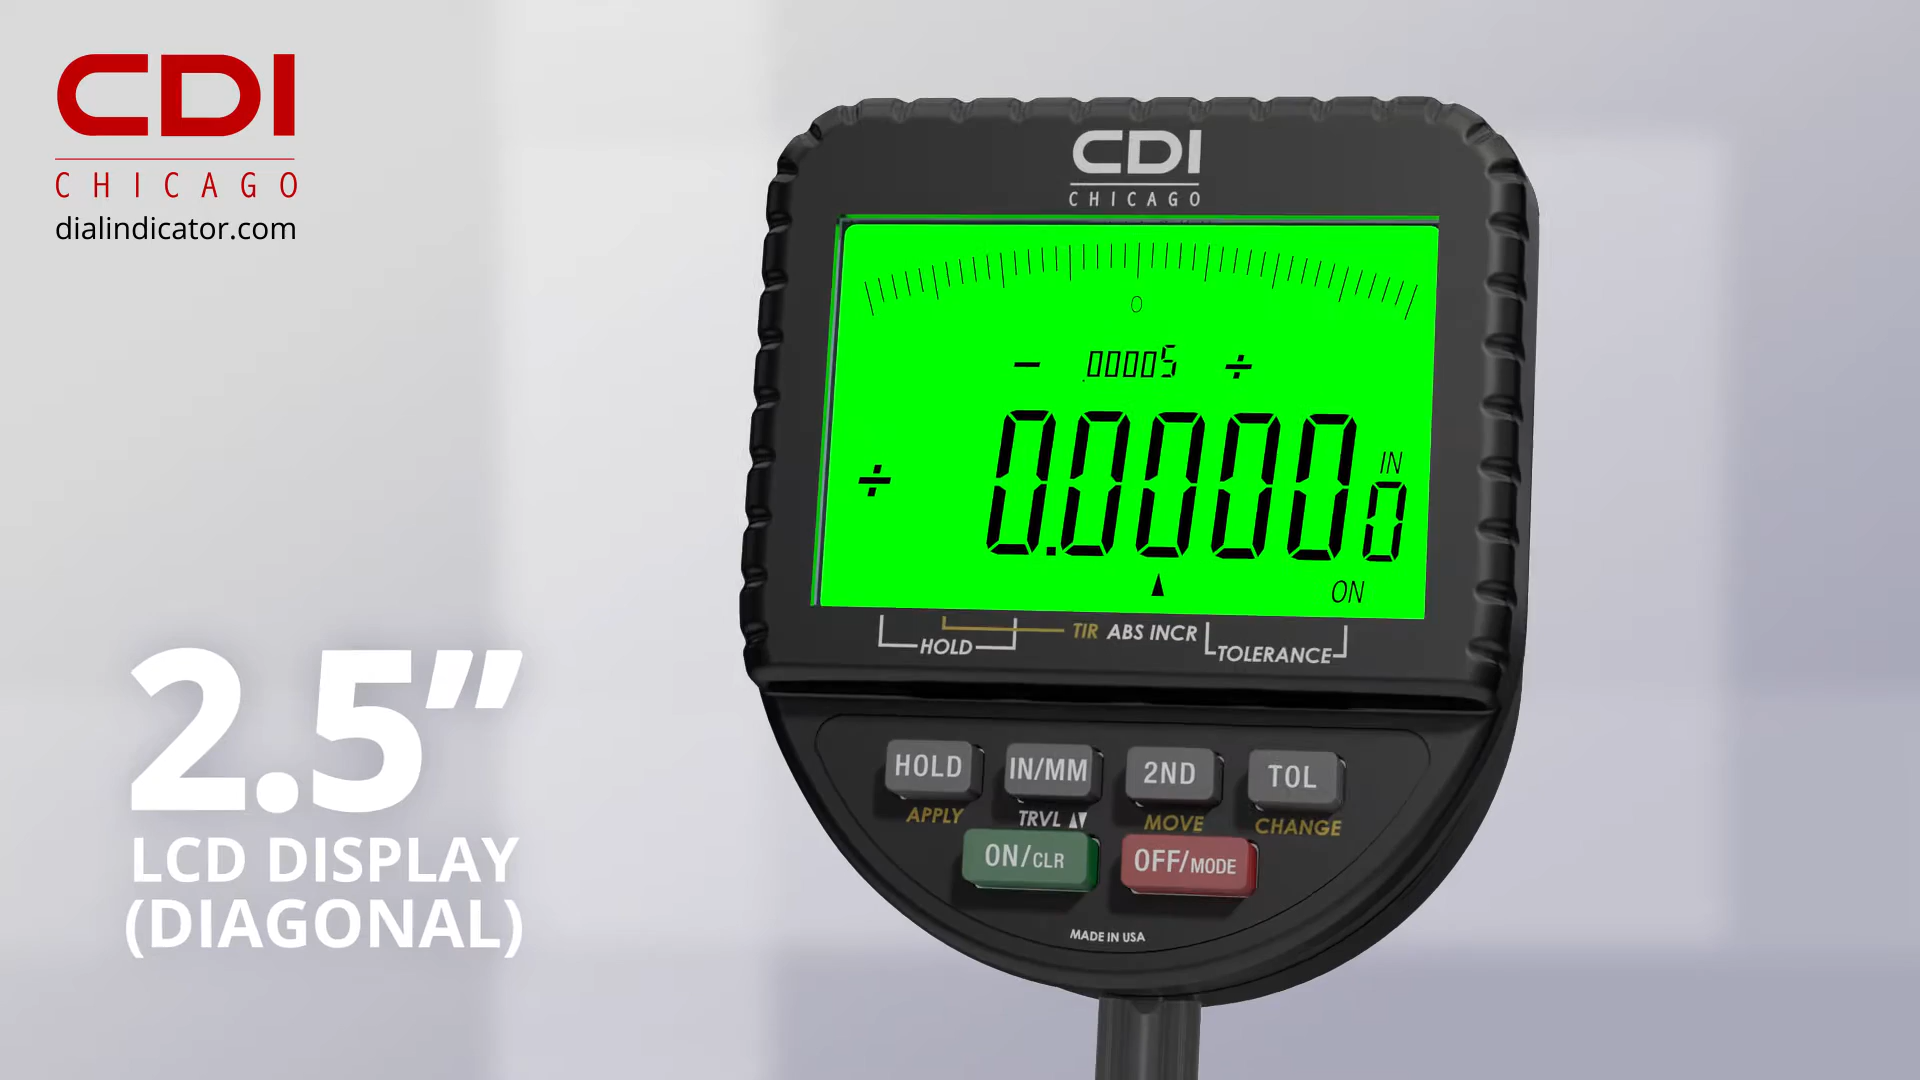 CDI
CHICAGO
dialindicator.com
2.5”
LCD DISPLAY
(DIAGONAL)
CDI
CHICAGO
0
- .00005 ÷
÷ 0.00000 IN
ON
HOLD TIR ABS INCR TOLERANCE
HOLD IN/MM 2ND TOL
APPLY TRVL ▲▼ MOVE CHANGE
ON/CLR OFF/MODE
MADE IN USA